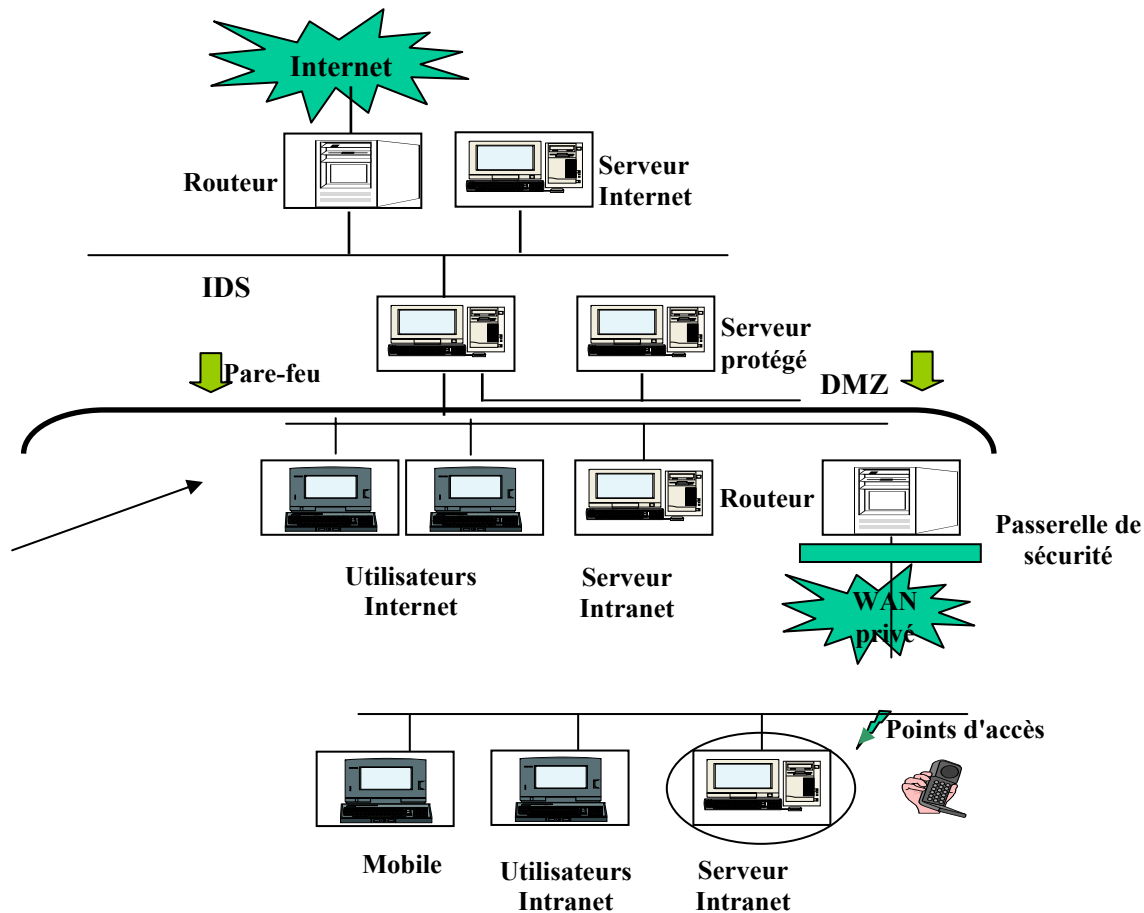 Internet
Routeur
Serveur
Internet
IDS
Serveur
protégé
Pare-feu
DMZ
Routeur
Passerelle de
sécurité
Utilisateurs
Internet
Serveur
Intranet
WAN
privé
Points d'accès
Mobile
Utilisateurs
Intranet
Serveur
Intranet